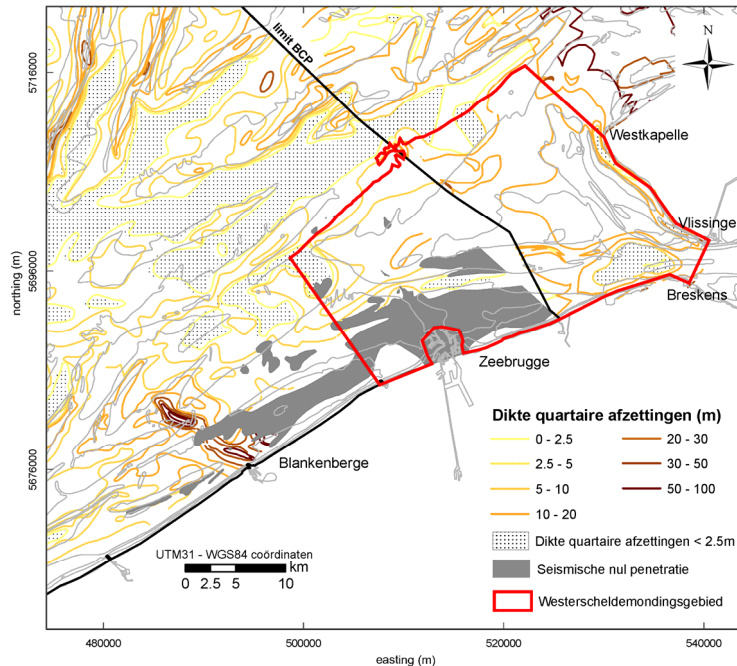 limit BCP
N
Westkapelle
Vlissinge
Breskens
Zeebrugge
Blankenberge
Dikte quartaire afzettingen (m)
0 - 2.5
20 - 30
2.5 - 5
30 - 50
5 - 10
50 - 100
10 - 20
Dikte quartaire afzettingen < 2.5m
Seismische nul penetratie
Westerscheldemondingsgebied
UTM31 - WGS84 coördinaten
km
0 2.5 5 10
northing (m)
5716000
5696000
5676000
480000
500000
520000
540000
easting (m)